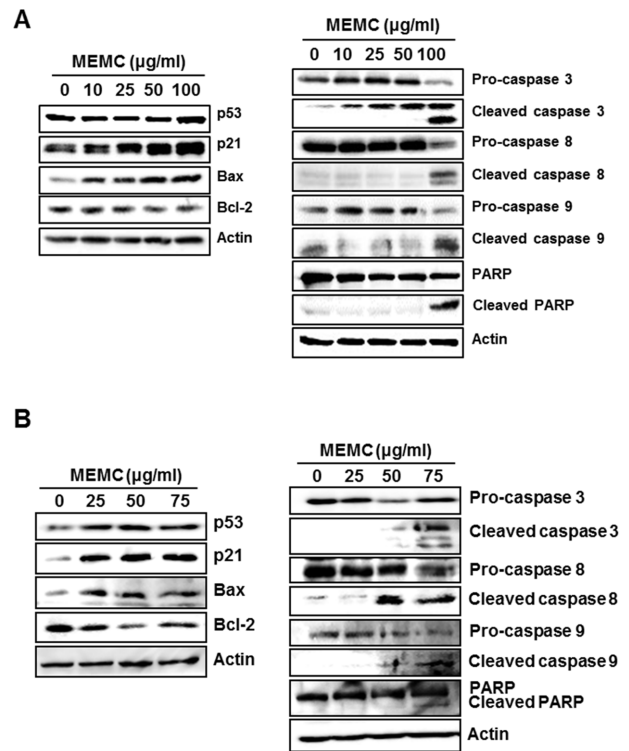 A
MEMC (µg/ml)
0 10 25 50 100
p53
p21
Bax
Bcl-2
Actin
MEMC (µg/ml)
0 10 25 50 100
Pro-caspase 3
Cleaved caspase 3
Pro-caspase 8
Cleaved caspase 8
Pro-caspase 9
Cleaved caspase 9
PARP
Cleaved PARP
Actin
B
MEMC (µg/ml)
0 25 50 75
p53
p21
Bax
Bcl-2
Actin
MEMC (µg/ml)
0 25 50 75
Pro-caspase 3
Cleaved caspase 3
Pro-caspase 8
Cleaved caspase 8
Pro-caspase 9
Cleaved caspase 9
PARP
Cleaved PARP
Actin